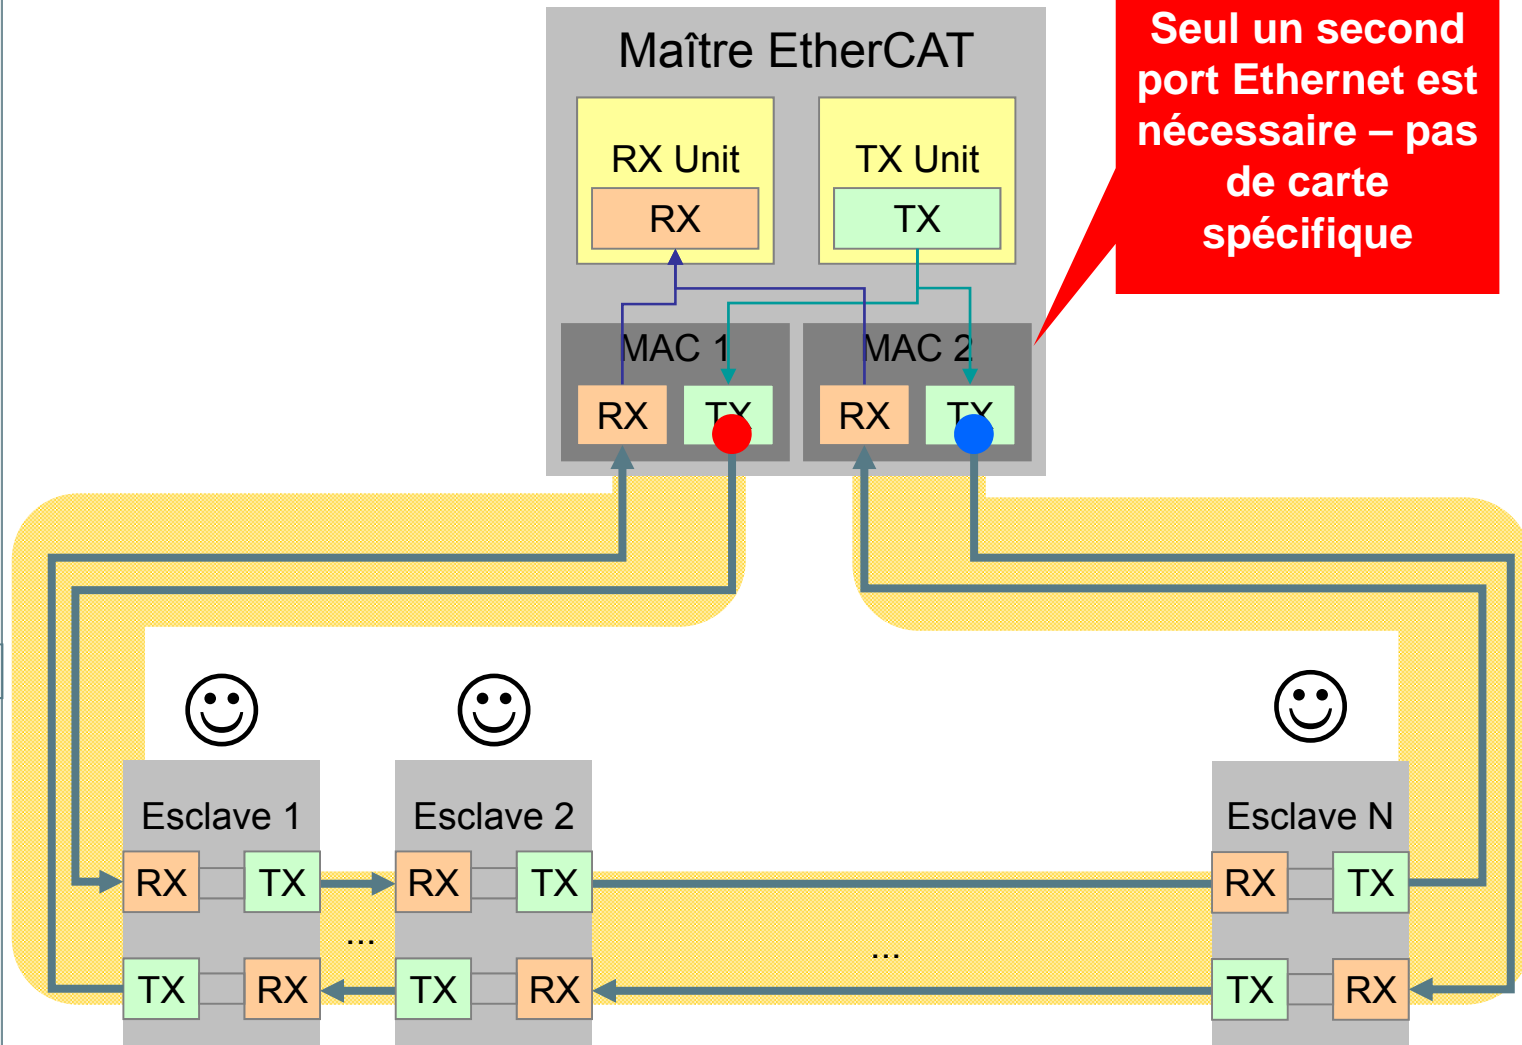 Maître EtherCAT
Seul un second
port Ethernet est
nécessaire – pas
de carte
spécifique
RX Unit
TX Unit
RX
TX
MAC 1
MAC 2
RX
TX
RX
TX
Esclave 1
Esclave 2
Esclave N
RX
TX
RX
TX
RX
TX
...
...
TX
RX
TX
RX
TX
RX